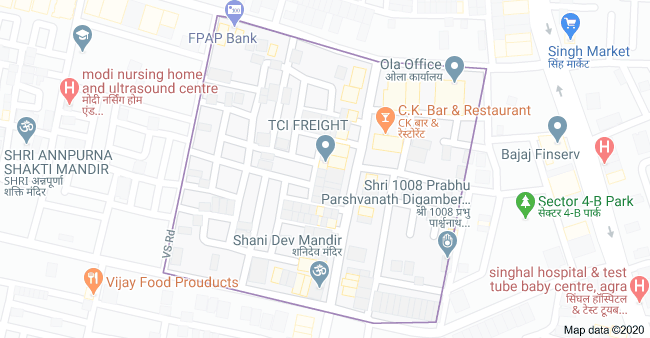 FPAP Bank
Ola Office
ओला कार्यालय
Singh Market
सिंह मार्केट
modi nursing home
and ultrasound centre
मोदी नर्सिंग होम
एंड...
C.K. Bar & Restaurant
CK बार &
रेस्टोरेंट
TCI FREIGHT
Bajaj Finserv
SHRI ANNPURNA
SHAKTI MANDIR
SHRI अन्नपूर्णा
शक्ति मंदिर
Shri 1008 Prabhu
Parshvanath Digamber...
श्री 1008 प्रभु
पार्श्वनाथ...
Sector 4-B Park
सेक्टर 4-B पार्क
VS-Rd
Shani Dev Mandir
शनिदेव मंदिर
Vijay Food Prouducts
singhal hospital & test
tube baby centre, agra
सिंघल हॉस्पिटल
& टेस्ट ट्यूब...
Map data ©2020